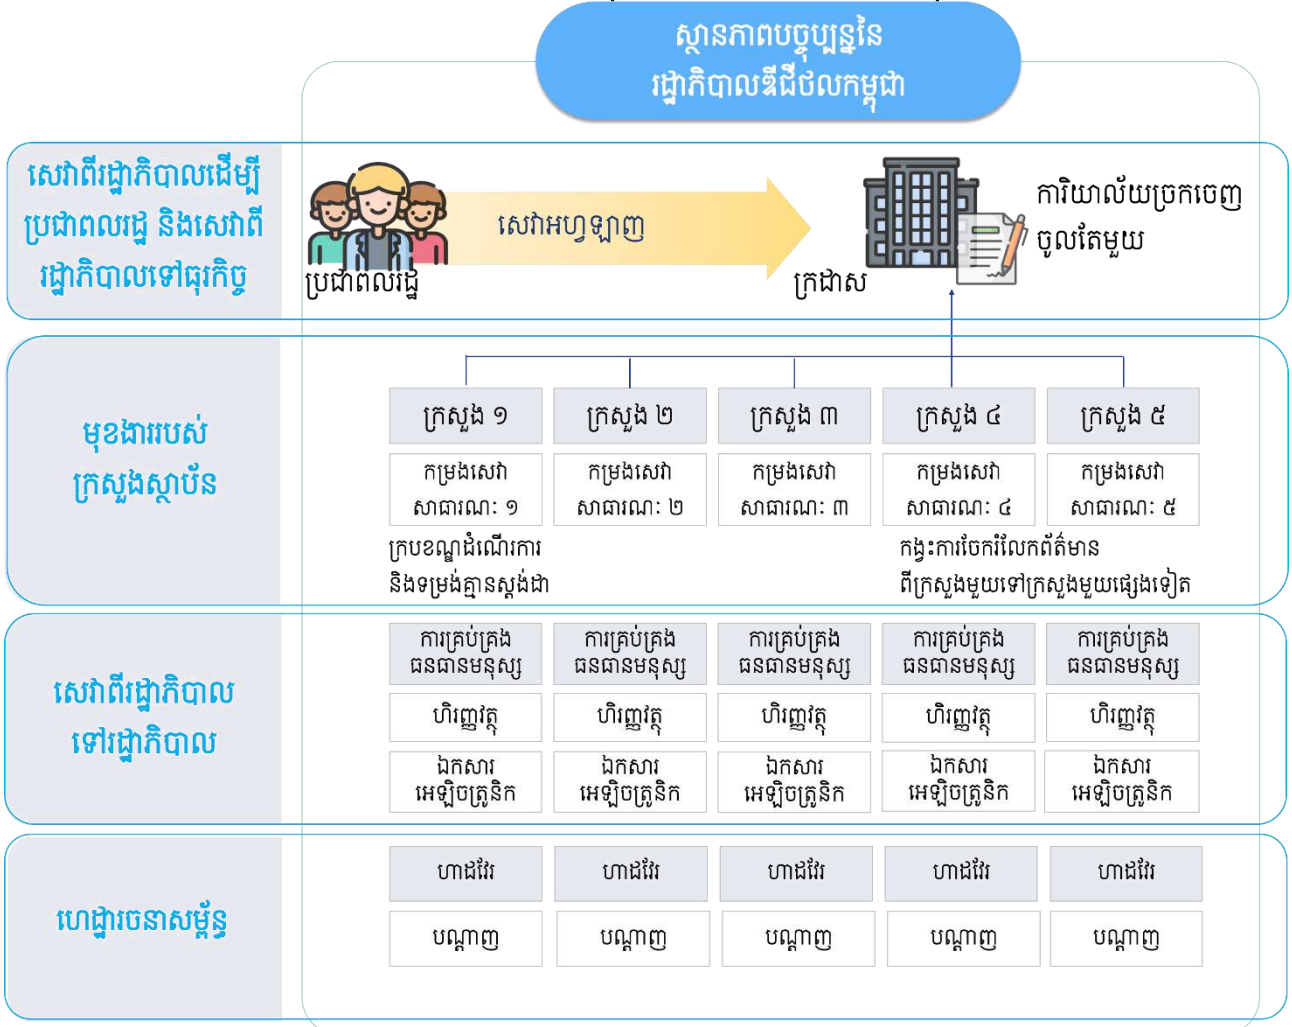 ស្ថានភាពបច្ចុប្បន្ននៃ
រដ្ឋាភិបាលឌីជីថលកម្ពុជា
សេវាពីរដ្ឋាភិបាលដើម្បី
ប្រជាពលរដ្ឋ និងសេវាពី
រដ្ឋាភិបាលទៅធុរកិច្ច
ប្រជាពលរដ្ឋ
សេវាអហ្វឡាញ
ក្រដាស
ការិយាល័យច្រកចេញ
ចូលតែមួយ
មុខងាររបស់
ក្រសួងស្ថាប័ន
ក្រសួង ១ ក្រសួង ២ ក្រសួង ៣ ក្រសួង ៤ ក្រសួង ៥
កម្រងសេវា កម្រងសេវា កម្រងសេវា កម្រងសេវា កម្រងសេវា
សាធារណៈ ១ សាធារណៈ ២ សាធារណៈ ៣ សាធារណៈ ៤ សាធារណៈ ៥
ក្របខណ្ឌដំណើរការ
និងទម្រង់គ្មានស្តង់ដា
កង្វះការចែករំលែកព័ត៌មាន
ពីក្រសួងមួយទៅក្រសួងមួយផ្សេងទៀត
សេវាពីរដ្ឋាភិបាល
ទៅរដ្ឋាភិបាល
ការគ្រប់គ្រង ការគ្រប់គ្រង ការគ្រប់គ្រង ការគ្រប់គ្រង ការគ្រប់គ្រង
ធនធានមនុស្ស ធនធានមនុស្ស ធនធានមនុស្ស ធនធានមនុស្ស ធនធានមនុស្ស
ហិរញ្ញវត្ថុ ហិរញ្ញវត្ថុ ហិរញ្ញវត្ថុ ហិរញ្ញវត្ថុ ហិរញ្ញវត្ថុ
ឯកសារ ឯកសារ ឯកសារ ឯកសារ ឯកសារ
អេឡិចត្រូនិក អេឡិចត្រូនិក អេឡិចត្រូនិក អេឡិចត្រូនិក អេឡិចត្រូនិក
ហេដ្ឋារចនាសម្ព័ន្ធ
ហាដវែរ ហាដវែរ ហាដវែរ ហាដវែរ ហាដវែរ
បណ្តាញ បណ្តាញ បណ្តាញ បណ្តាញ បណ្តាញ